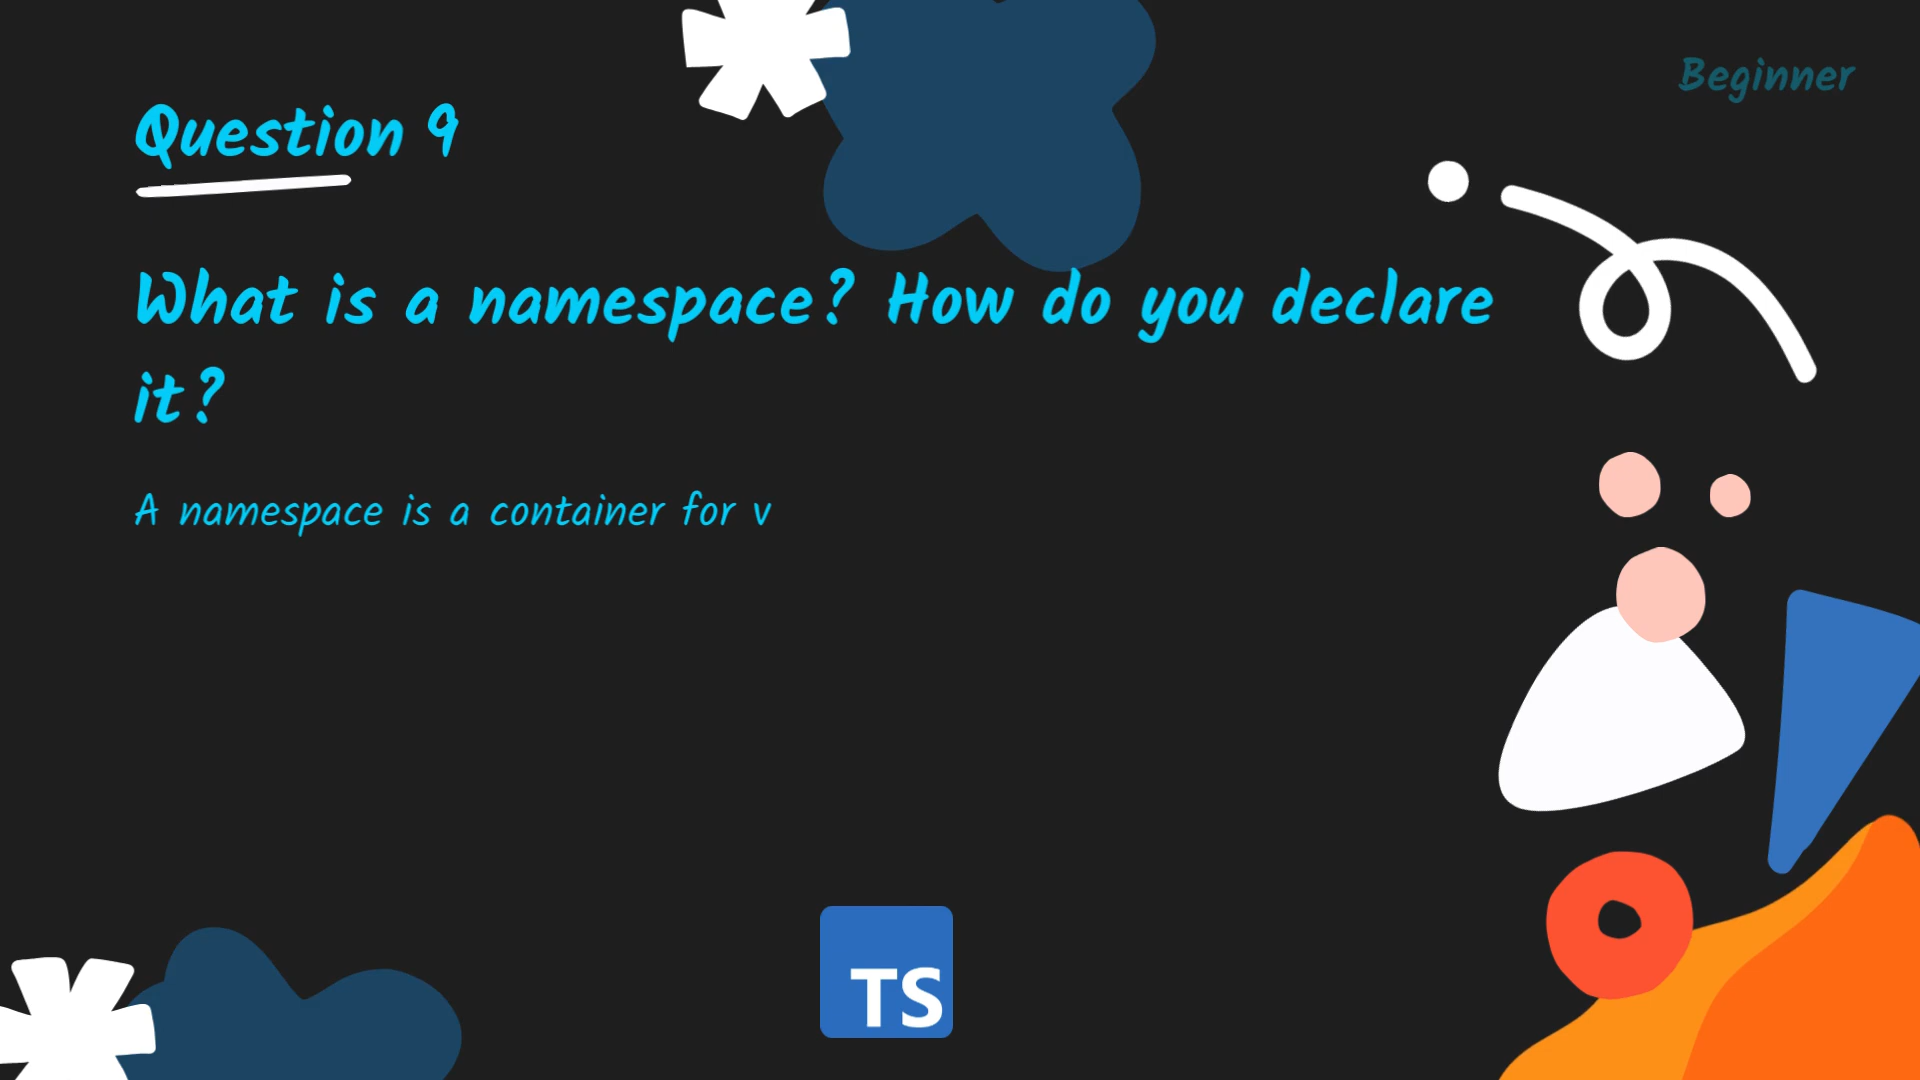 Beginner
Question 9
What is a namespace? How do you declare
it?
A namespace is a container for v
TS